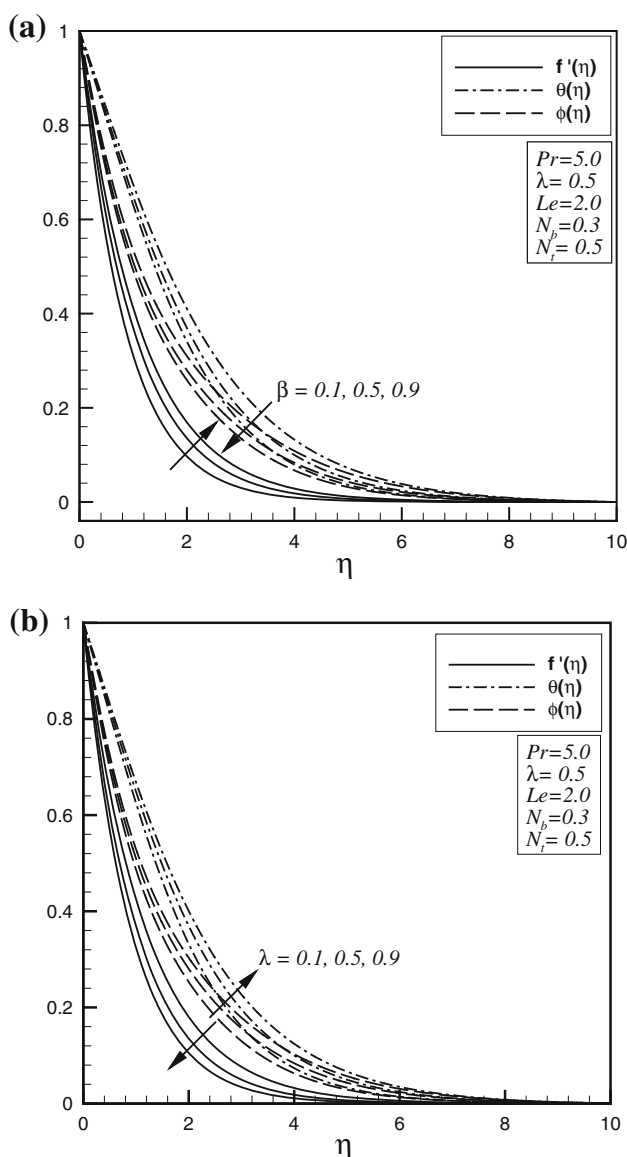 (a)
1
0.8
0.6
0.4
0.2
0
0 2 4 6 8 10
η
f '(η)
θ(η)
ϕ(η)
Pr=5.0
λ= 0.5
Le=2.0
N_b=0.3
N_t= 0.5
β = 0.1, 0.5, 0.9
(b)
1
0.8
0.6
0.4
0.2
0
0 2 4 6 8 10
η
f '(η)
θ(η)
ϕ(η)
Pr=5.0
λ= 0.5
Le=2.0
N_b=0.3
N_t= 0.5
λ = 0.1, 0.5, 0.9